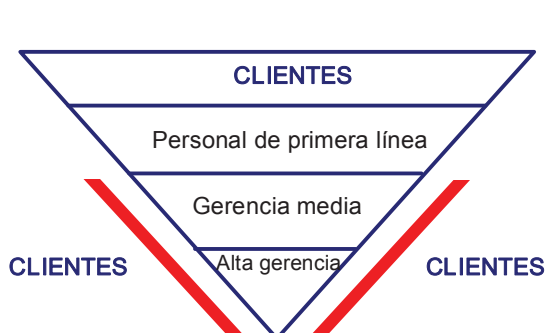 CLIENTES
Personal de primera línea
Gerencia media
Alta gerencia
CLIENTES
CLIENTES